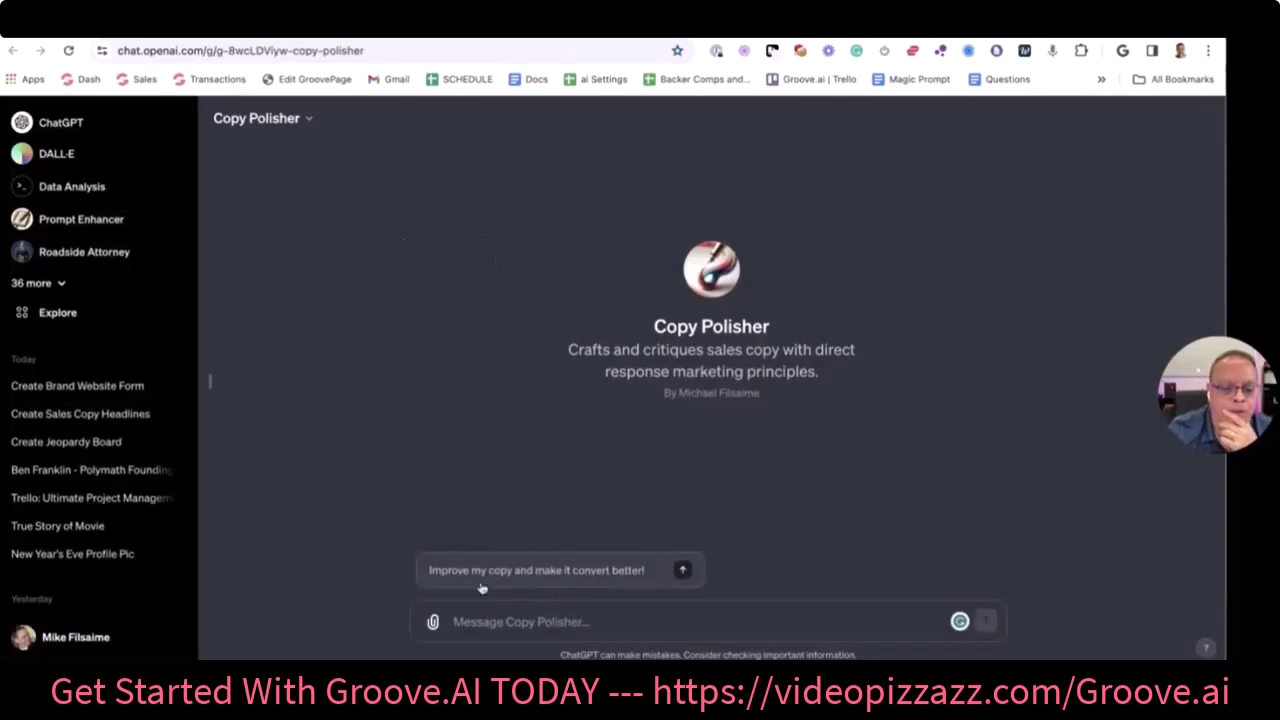 chat.openai.com/g/g-8wcLDViyw-copy-polisher
Apps Dash Sales Transactions Edit GroovePage Gmail SCHEDULE Docs ai Settings Backer Comps and... Groove.ai | Trello Magic Prompt Questions » All Bookmarks
ChatGPT
DALL·E
Data Analysis
Prompt Enhancer
Roadside Attorney
36 more
Explore
Today
Create Brand Website Form
Create Sales Copy Headlines
Create Jeopardy Board
Ben Franklin - Polymath Founding
Trello: Ultimate Project Managem
True Story of Movie
New Year's Eve Profile Pic
Yesterday
Mike Filsaime
Copy Polisher
Copy Polisher
Crafts and critiques sales copy with direct
response marketing principles.
By Michael Filsaime
Improve my copy and make it convert better!
Message Copy Polisher...
ChatGPT can make mistakes. Consider checking important information.
?
Get Started With Groove.AI TODAY --- https://videopizzazz.com/Groove.ai